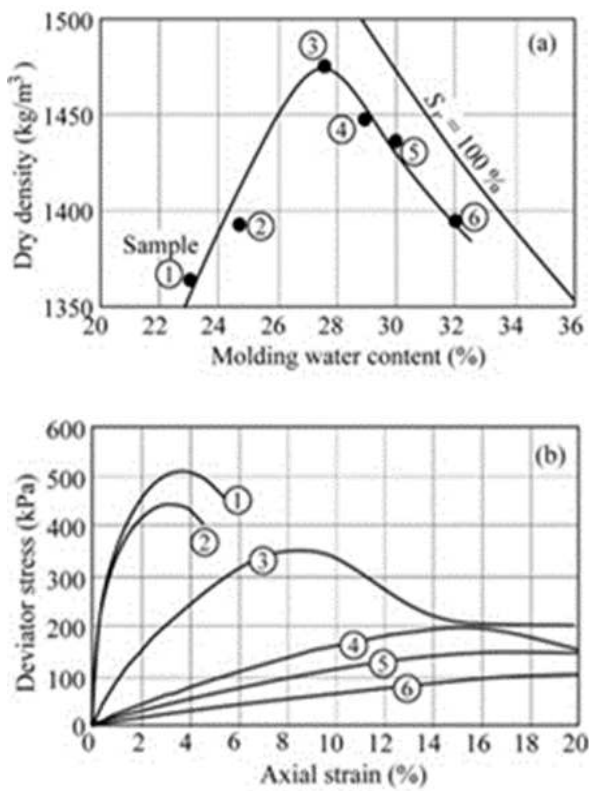 1500
(a)
③
1450
④
⑤
S_r = 100 %
1400
②
⑥
Sample
①
1350
20 22 24 26 28 30 32 34 36
Dry density (kg/m³)
Molding water content (%)
600
(b)
500
①
400
②
③
300
200
④
⑤
100
⑥
0
0 2 4 6 8 10 12 14 16 18 20
Deviator stress (kPa)
Axial strain (%)